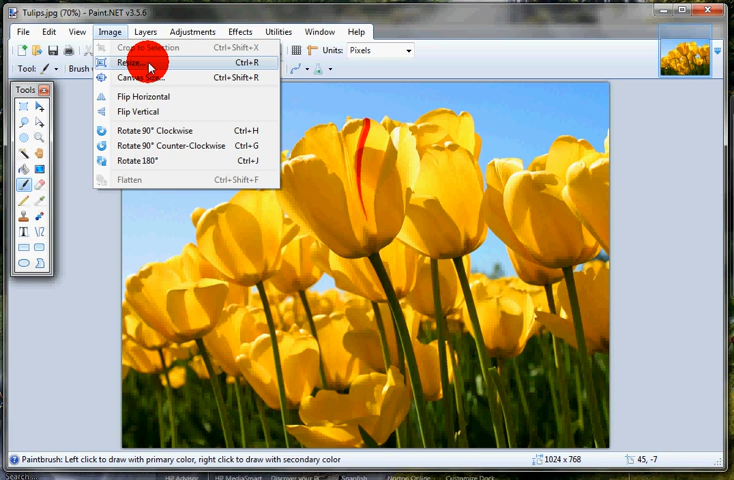 Tulips.jpg (70%) - Paint.NET v3.5.6
File Edit View Image Layers Adjustments Effects Utilities Window Help
Units: Pixels
Tool: Brush
Crop to Selection Ctrl+Shift+X
Resize... Ctrl+R
Canvas Size... Ctrl+Shift+R
Flip Horizontal
Flip Vertical
Rotate 90° Clockwise Ctrl+H
Rotate 90° Counter-Clockwise Ctrl+G
Rotate 180° Ctrl+J
Flatten Ctrl+Shift+F
Tools
Paintbrush: Left click to draw with primary color, right click to draw with secondary color
1024 x 768
45, -7
Search...
HP Advisor HP MediaSmart Discover your Norton Online Customize Dock